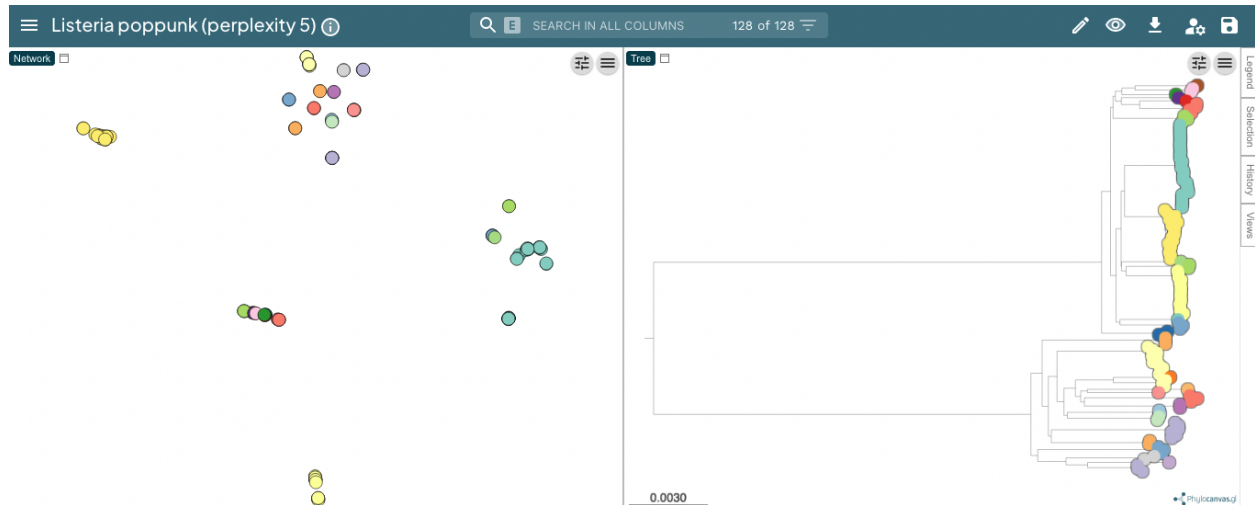 Listeria poppunk (perplexity 5)
E SEARCH IN ALL COLUMNS 128 of 128
Network
Tree
Legend
Selection
History
Views
0.0030
Phylocanvas.gl